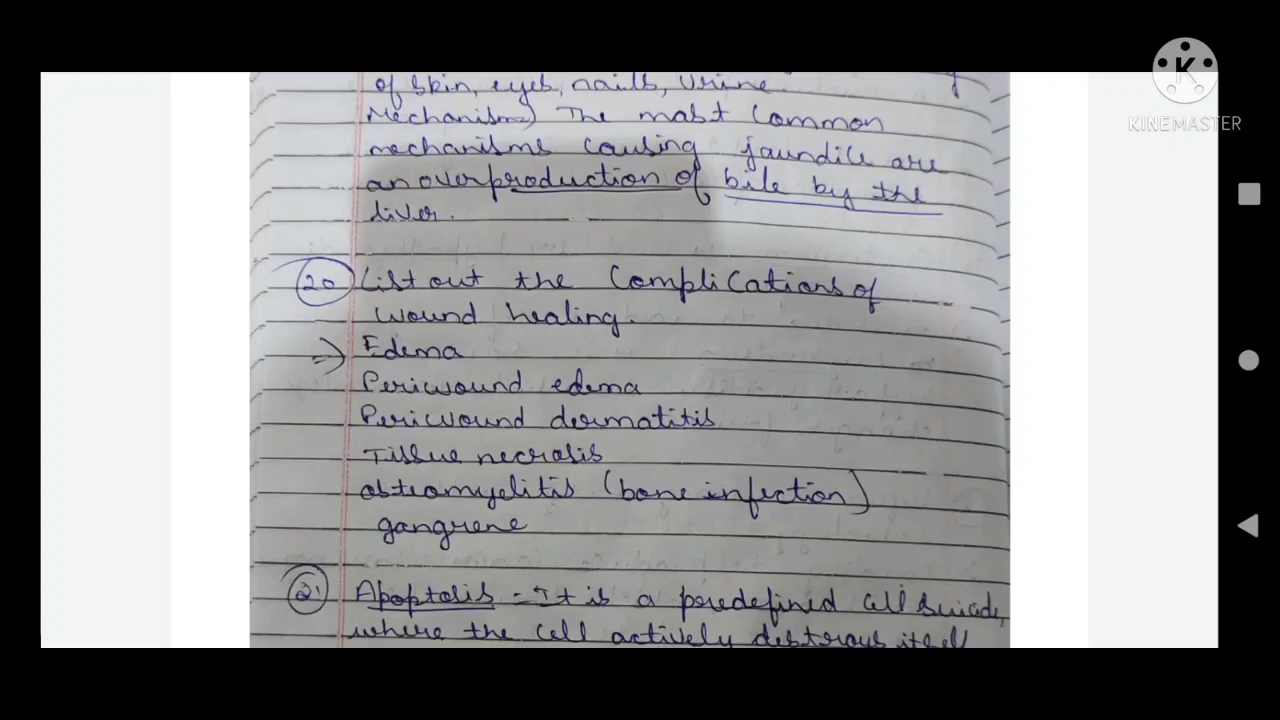 of skin, eyes, nails, Urine
KINEMASTER
Mechanism=) The most Common
mechanisms causing jaundice are
an overproduction of bile by the
liver.
20 List out the Complications of
wound healing.
=> Edema
Periwound edema
Periwound dermatitis
Tissue necrosis
osteomyelitis (bone infection)
gangrene
21 Apoptosis - It is a predefined cell suicide,
where the cell actively destroys itself